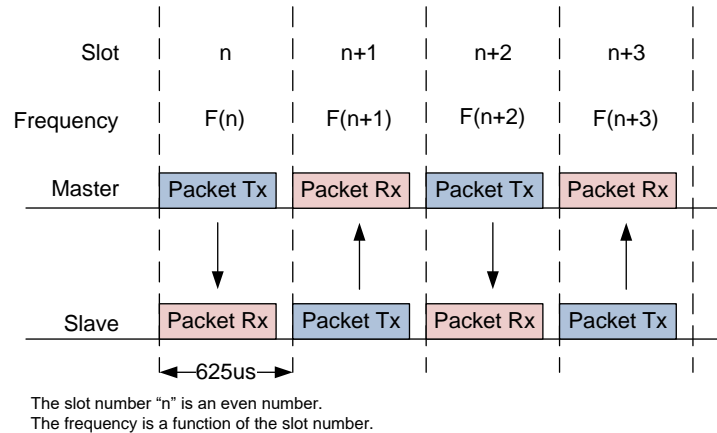 Slot n n+1 n+2 n+3
Frequency F(n) F(n+1) F(n+2) F(n+3)
Master Packet Tx Packet Rx Packet Tx Packet Rx
Slave Packet Rx Packet Tx Packet Rx Packet Tx
625us
The slot number “n” is an even number.
The frequency is a function of the slot number.